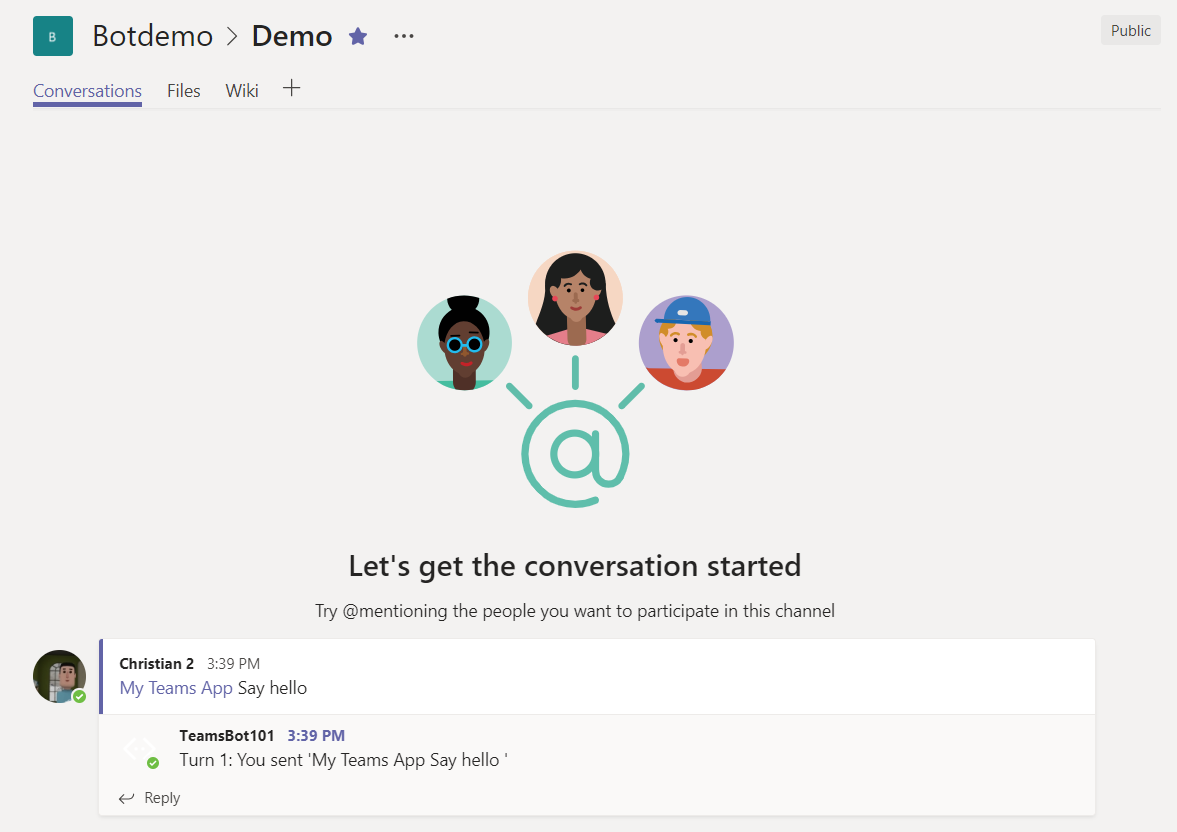 B
Botdemo > Demo
Public
Conversations Files Wiki
Let's get the conversation started
Try @mentioning the people you want to participate in this channel
Christian 2 3:39 PM
My Teams App Say hello
TeamsBot101 3:39 PM
Turn 1: You sent 'My Teams App Say hello '
Reply